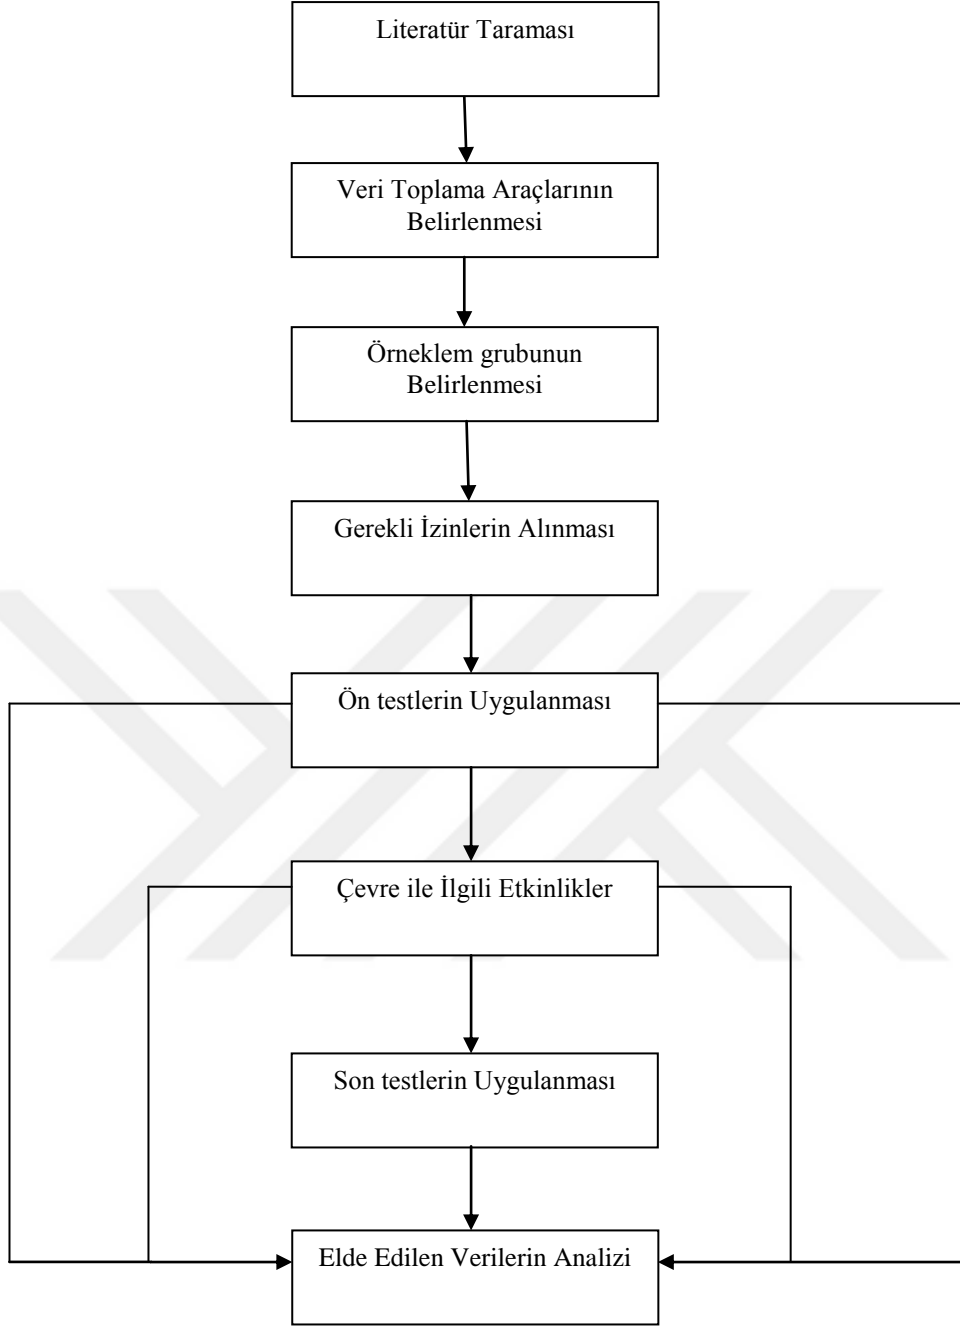 Literatür Taraması
Veri Toplama Araçlarının
Belirlenmesi
Örneklem grubunun
Belirlenmesi
Gerekli İzinlerin Alınması
Ön testlerin Uygulanması
Çevre ile İlgili Etkinlikler
Son testlerin Uygulanması
Elde Edilen Verilerin Analizi